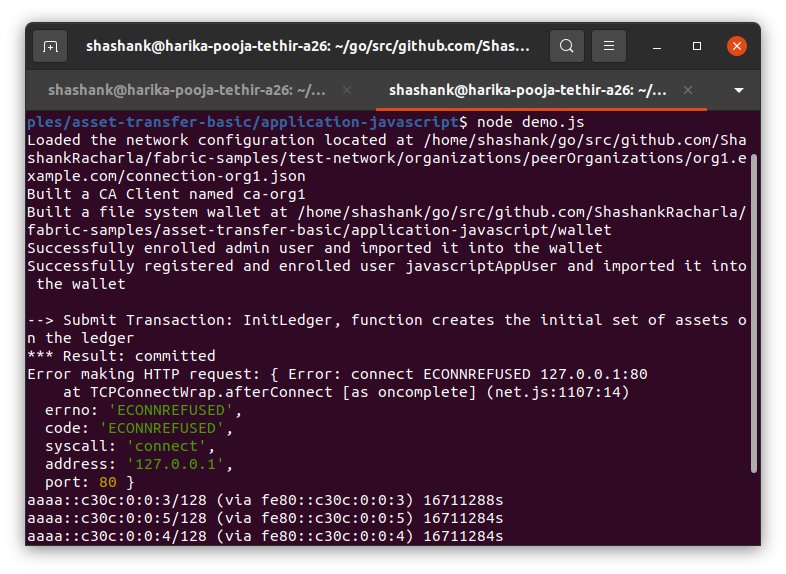 shashank@harika-pooja-tethir-a26: ~/go/src/github.com/Shas...
shashank@harika-pooja-tethir-a26: ~/...
shashank@harika-pooja-tethir-a26: ~/...
ples/asset-transfer-basic/application-javascript$ node demo.js
Loaded the network configuration located at /home/shashank/go/src/github.com/Sha
shankRacharla/fabric-samples/test-network/organizations/peerOrganizations/org1.e
xample.com/connection-org1.json
Built a CA Client named ca-org1
Built a file system wallet at /home/shashank/go/src/github.com/ShashankRacharla/
fabric-samples/asset-transfer-basic/application-javascript/wallet
Successfully enrolled admin user and imported it into the wallet
Successfully registered and enrolled user javascriptAppUser and imported it into
 the wallet

--> Submit Transaction: InitLedger, function creates the initial set of assets o
n the ledger
*** Result: committed
Error making HTTP request: { Error: connect ECONNREFUSED 127.0.0.1:80
    at TCPConnectWrap.afterConnect [as oncomplete] (net.js:1107:14)
  errno: 'ECONNREFUSED',
  code: 'ECONNREFUSED',
  syscall: 'connect',
  address: '127.0.0.1',
  port: 80 }
aaaa::c30c:0:0:3/128 (via fe80::c30c:0:0:3) 16711288s
aaaa::c30c:0:0:5/128 (via fe80::c30c:0:0:5) 16711284s
aaaa::c30c:0:0:4/128 (via fe80::c30c:0:0:4) 16711282s